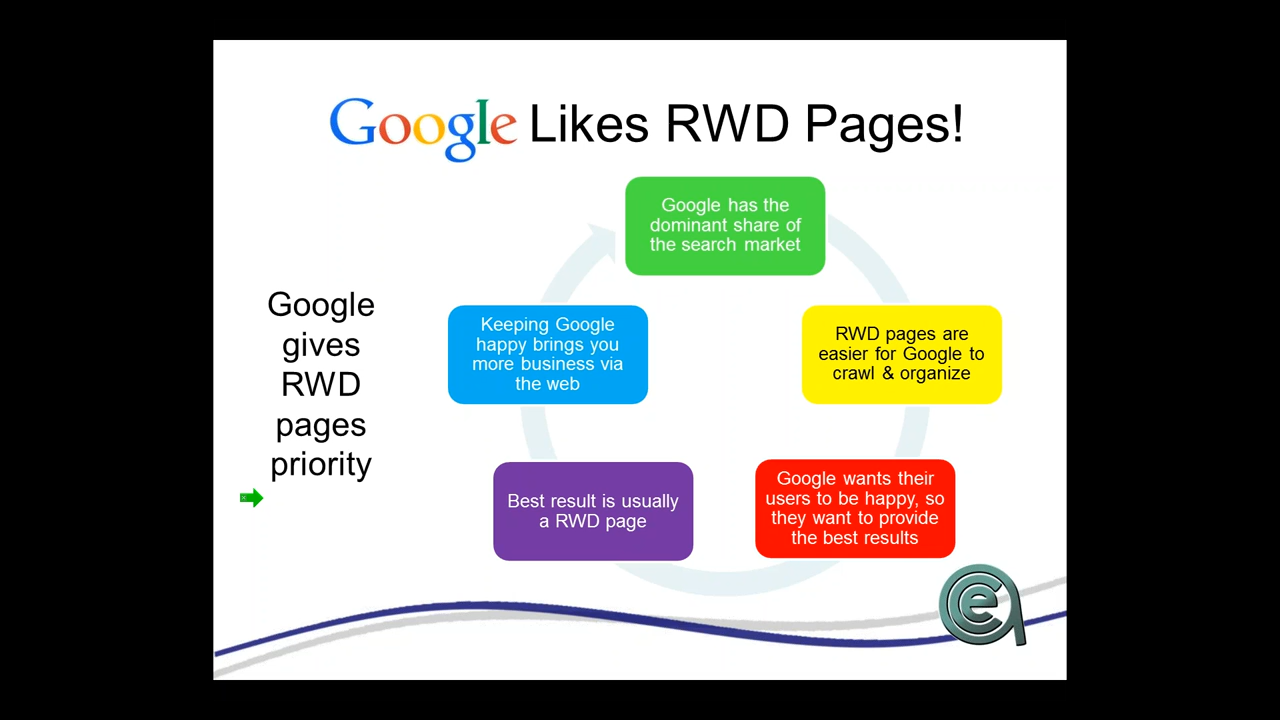 Google Likes RWD Pages!
Google has the
dominant share of
the search market
Google
gives
RWD
pages
priority
Keeping Google
happy brings you
more business via
the web
RWD pages are
easier for Google to
crawl & organize
Best result is usually
a RWD page
Google wants their
users to be happy, so
they want to provide
the best results